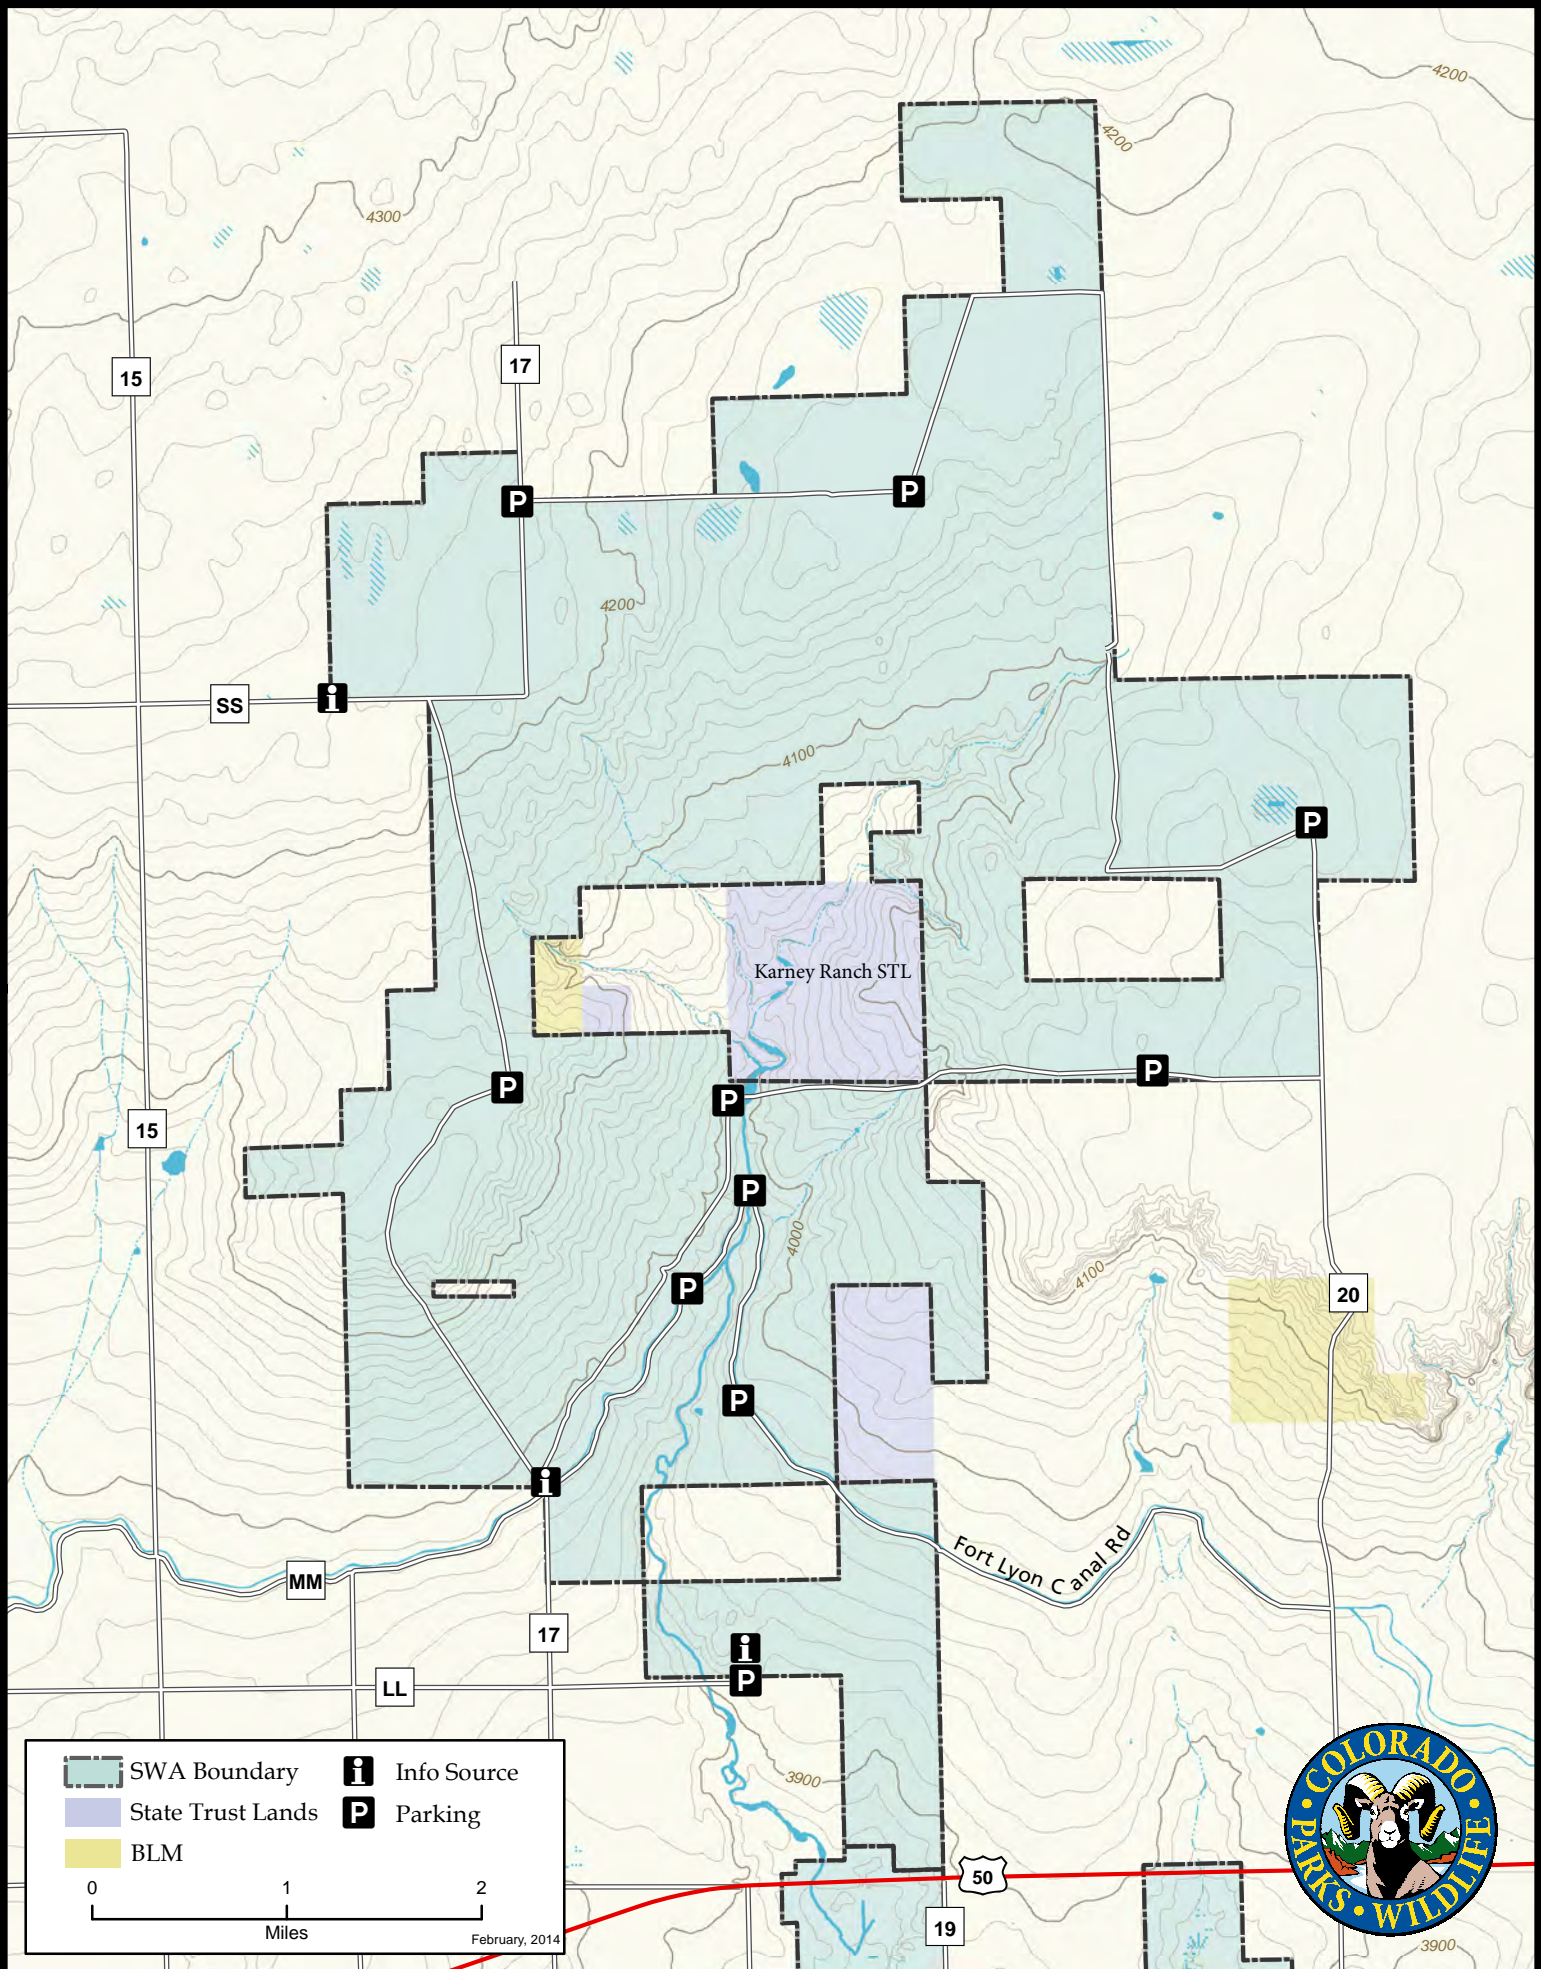 4200
4200
4300
15
17
P
P
4200
SS
i
4100
P
Karney Ranch STL
P
P
P
15
P
4000
4100
20
P
P
i
Fort Lyon Canal Rd
MM
17
i
P
LL
3900
SWA Boundary
i Info Source
State Trust Lands
P Parking
BLM
0 1 2
Miles
February, 2014
50
19
COLORADO
PARKS • WILDLIFE
3900